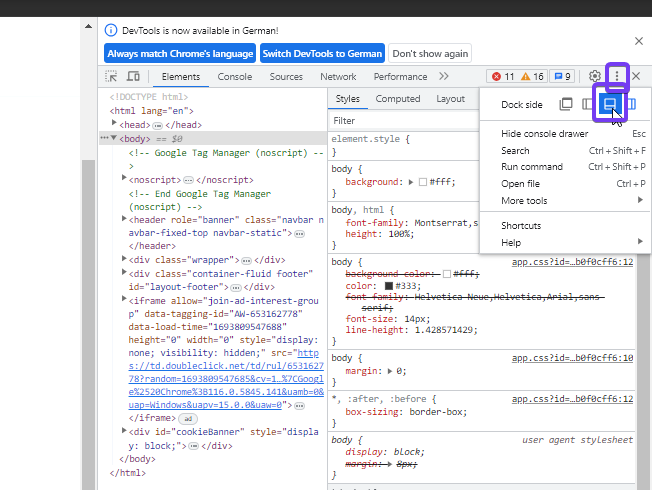 DevTools is now available in German!
Always match Chrome's language Switch DevTools to German Don't show again
Elements Console Sources Network Performance 11 16 9
<!DOCTYPE html>
<html lang="en">
<head> </head>
<body> == $0
<!-- Google Tag Manager (noscript) --
>
<noscript> </noscript>
<!-- End Google Tag Manager
(noscript) -->
<header role="banner" class="navbar n
avbar-fixed-top navbar-static">
</header>
<div class="wrapper"> </div>
<div class="container-fluid footer"
id="layout-footer"> </div>
<iframe allow="join-ad-interest-grou
p" data-tagging-id="AW-653162778"
data-load-time="1693809547688"
height="0" width="0" style="display:
none; visibility: hidden;" src="http
s://td.doubleclick.net/td/rul/65316277
8?random=1693809547685&cv=1…%7CGoogle
%2520Chrome%3B116.0.5845.141&uamb=0&
uap=Windows&uapv=15.0.0&uaw=0">
</iframe> ad
<div id="cookieBanner" style="displa
y: block;"> </div>
</body>
</html>
Styles Computed Layout
Filter
element.style {
}
body {
background: #fff;
}
body, html {
font-family: Montserrat,s
height: 100%;
}
body { app.css?id=…b0f0cff6:12
background-color: #fff;
color: #333;
font-family: Helvetica Neue,Helvetica,Arial,sans-
serif;
font-size: 14px;
line-height: 1.428571429;
}
body { app.css?id=…b0f0cff6:10
margin: 0;
}
*, :after, :before { app.css?id=…b0f0cff6:12
box-sizing: border-box;
}
body { user agent stylesheet
display: block;
margin: 8px;
}
Dock side
Hide console drawer Esc
Search Ctrl + Shift + F
Run command Ctrl + Shift + P
Open file Ctrl + P
More tools
Shortcuts
Help